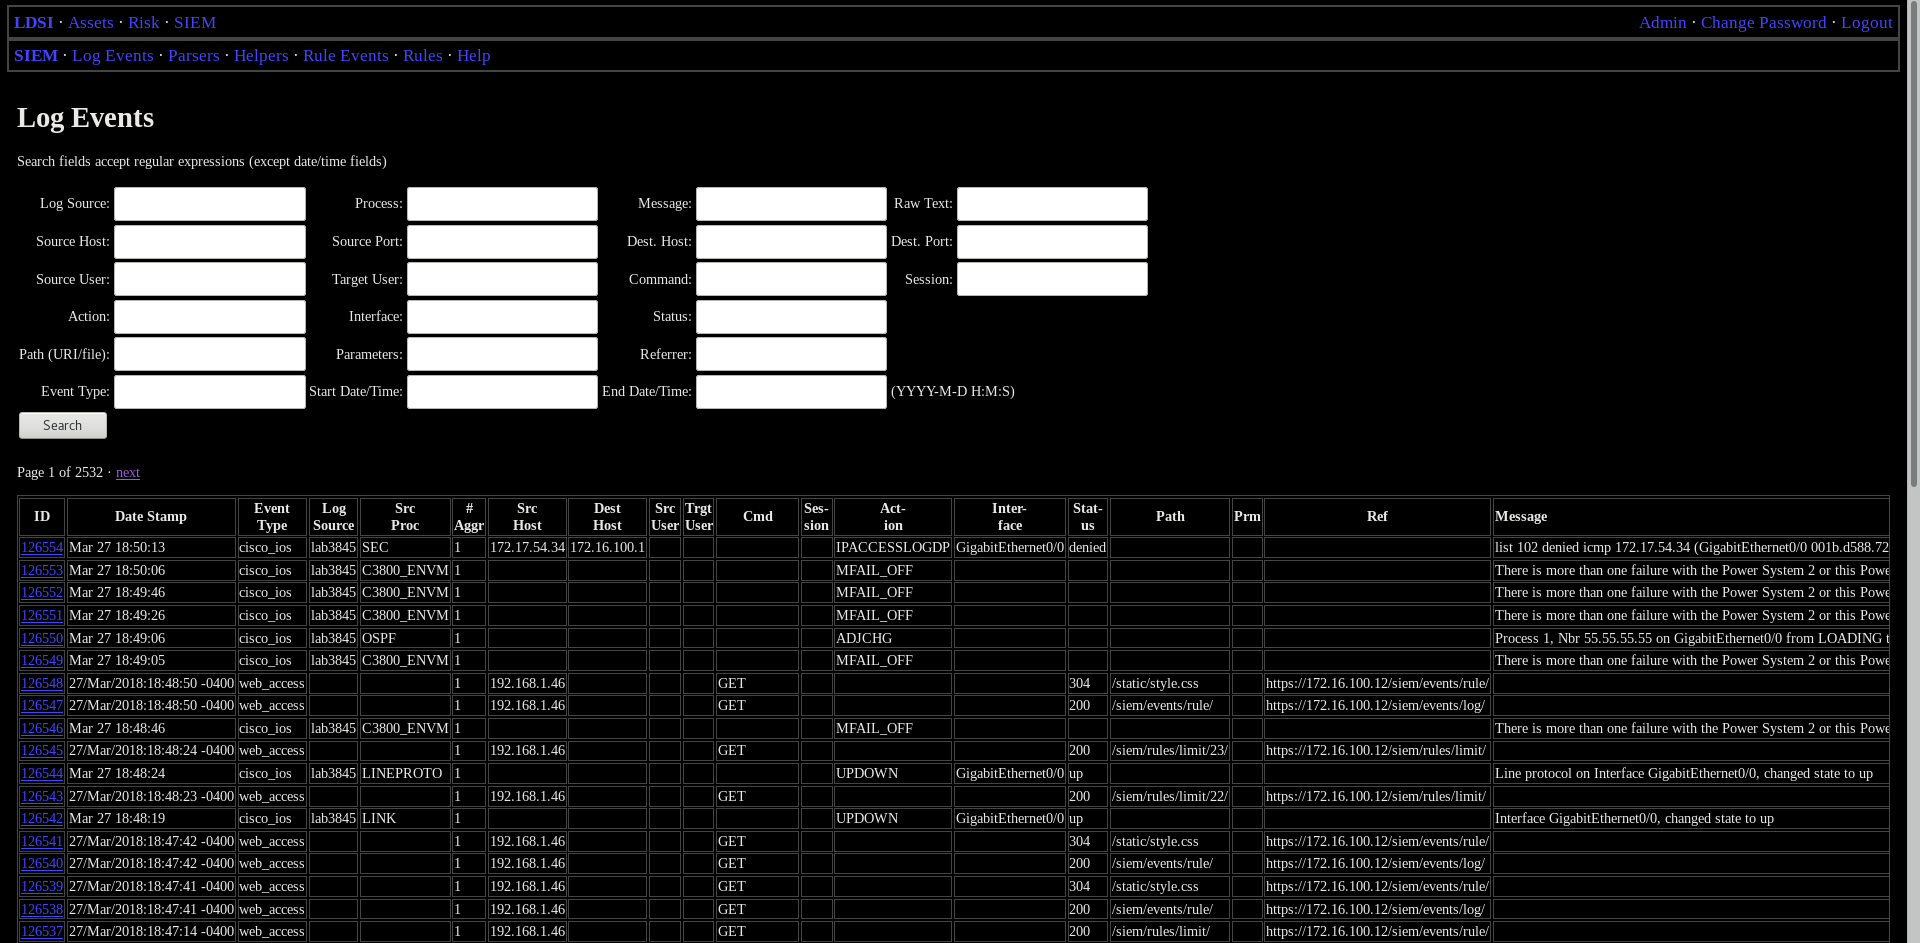 LDSI · Assets · Risk · SIEM Admin · Change Password · Logout
SIEM · Log Events · Parsers · Helpers · Rule Events · Rules · Help
Log Events
Search fields accept regular expressions (except date/time fields)
Log Source: Process: Message: Raw Text:
Source Host: Source Port: Dest. Host: Dest. Port:
Source User: Target User: Command: Session:
Action: Interface: Status:
Path (URI/file): Parameters: Referrer:
Event Type: Start Date/Time: End Date/Time: (YYYY-M-D H:M:S)
Search
Page 1 of 2532 · next
ID Date Stamp Event Type Log Source Src Proc # Aggr Src Host Dest Host Src User Trgt User Cmd Ses-sion Act-ion Inter-face Stat-us Path Prm Ref Message
126554 Mar 27 18:50:13 cisco_ios lab3845 SEC 1 172.17.54.34 172.16.100.1 IPACCESSLOGDP GigabitEthernet0/0 denied list 102 denied icmp 172.17.54.34 (GigabitEthernet0/0 001b.d588.72
126553 Mar 27 18:50:06 cisco_ios lab3845 C3800_ENVM 1 MFAIL_OFF There is more than one failure with the Power System 2 or this Powe
126552 Mar 27 18:49:46 cisco_ios lab3845 C3800_ENVM 1 MFAIL_OFF There is more than one failure with the Power System 2 or this Powe
126551 Mar 27 18:49:26 cisco_ios lab3845 C3800_ENVM 1 MFAIL_OFF There is more than one failure with the Power System 2 or this Powe
126550 Mar 27 18:49:06 cisco_ios lab3845 OSPF 1 ADJCHG Process 1, Nbr 55.55.55.55 on GigabitEthernet0/0 from LOADING t
126549 Mar 27 18:49:05 cisco_ios lab3845 C3800_ENVM 1 MFAIL_OFF There is more than one failure with the Power System 2 or this Powe
126548 27/Mar/2018:18:48:50 -0400 web_access 1 192.168.1.46 GET 304 /static/style.css https://172.16.100.12/siem/events/rule/
126547 27/Mar/2018:18:48:50 -0400 web_access 1 192.168.1.46 GET 200 /siem/events/rule/ https://172.16.100.12/siem/events/log/
126546 Mar 27 18:48:46 cisco_ios lab3845 C3800_ENVM 1 MFAIL_OFF There is more than one failure with the Power System 2 or this Powe
126545 27/Mar/2018:18:48:24 -0400 web_access 1 192.168.1.46 GET 200 /siem/rules/limit/23/ https://172.16.100.12/siem/rules/limit/
126544 Mar 27 18:48:24 cisco_ios lab3845 LINEPROTO 1 UPDOWN GigabitEthernet0/0 up Line protocol on Interface GigabitEthernet0/0, changed state to up
126543 27/Mar/2018:18:48:23 -0400 web_access 1 192.168.1.46 GET 200 /siem/rules/limit/22/ https://172.16.100.12/siem/rules/limit/
126542 Mar 27 18:48:19 cisco_ios lab3845 LINK 1 UPDOWN GigabitEthernet0/0 up Interface GigabitEthernet0/0, changed state to up
126541 27/Mar/2018:18:47:42 -0400 web_access 1 192.168.1.46 GET 304 /static/style.css https://172.16.100.12/siem/events/rule/
126540 27/Mar/2018:18:47:42 -0400 web_access 1 192.168.1.46 GET 200 /siem/events/rule/ https://172.16.100.12/siem/events/log/
126539 27/Mar/2018:18:47:41 -0400 web_access 1 192.168.1.46 GET 304 /static/style.css https://172.16.100.12/siem/events/rule/
126538 27/Mar/2018:18:47:41 -0400 web_access 1 192.168.1.46 GET 200 /siem/events/rule/ https://172.16.100.12/siem/events/log/
126537 27/Mar/2018:18:47:14 -0400 web_access 1 192.168.1.46 GET 200 /siem/rules/limit/ https://172.16.100.12/siem/events/rule/